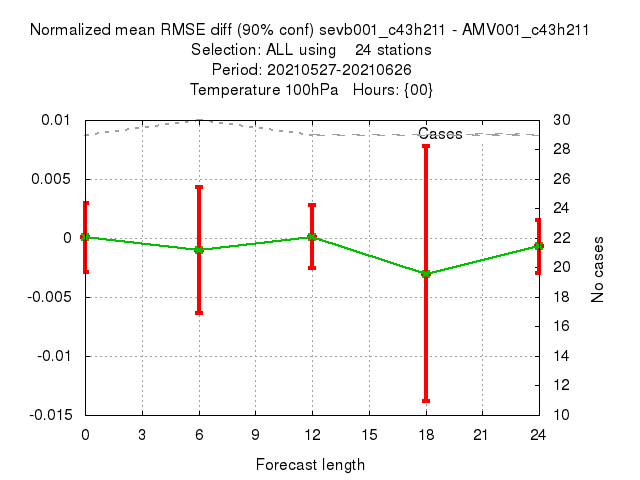 Normalized mean RMSE diff (90% conf) sevb001_c43h211 - AMV001_c43h211
Selection: ALL using    24 stations
Period: 20210527-20210626
Temperature 100hPa   Hours: {00}
0.01
0.005
0
-0.005
-0.01
-0.015
Cases
30
28
26
24
22
20
18
16
14
12
10
No cases
0 3 6 9 12 15 18 21 24
Forecast length